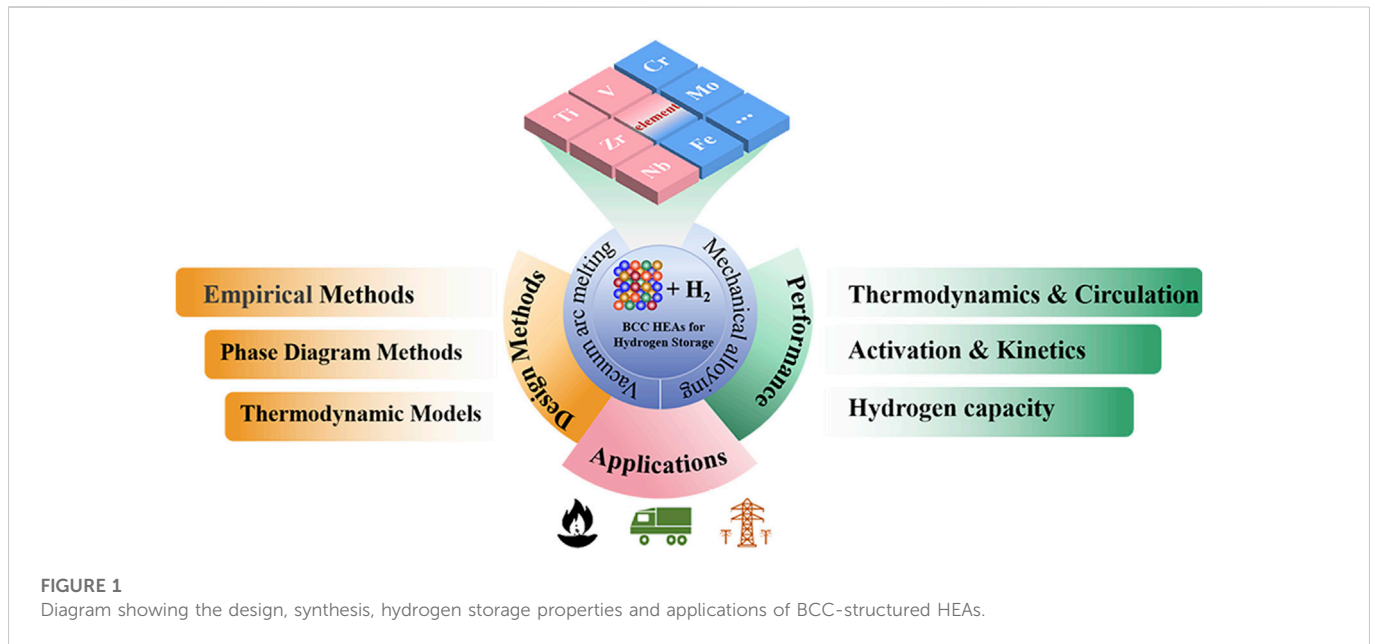 Cr
V
Mo
Ti
element
...
Zr
Fe
Nb
Vacuum arc melting
Mechanical alloying
+ H2
BCC HEAs for
Hydrogen Storage
Design Methods
Performance
Applications
Empirical Methods
Phase Diagram Methods
Thermodynamic Models
Thermodynamics & Circulation
Activation & Kinetics
Hydrogen capacity
FIGURE 1
Diagram showing the design, synthesis, hydrogen storage properties and applications of BCC-structured HEAs.